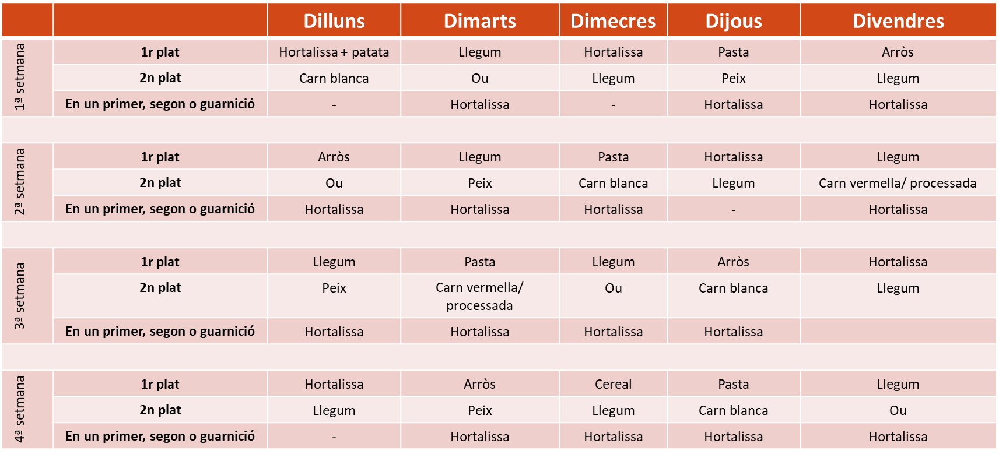 Dilluns Dimarts Dimecres Dijous Divendres
1ª setmana
1r plat Hortalissa + patata Llegum Hortalissa Pasta Arròs
2n plat Carn blanca Ou Llegum Peix Llegum
En un primer, segon o guarnició - Hortalissa - Hortalissa Hortalissa
2ª setmana
1r plat Arròs Llegum Pasta Hortalissa Llegum
2n plat Ou Peix Carn blanca Llegum Carn vermella/ processada
En un primer, segon o guarnició Hortalissa Hortalissa Hortalissa - Hortalissa
3ª setmana
1r plat Llegum Pasta Llegum Arròs Hortalissa
2n plat Peix Carn vermella/ Ou Carn blanca Llegum
processada
En un primer, segon o guarnició Hortalissa Hortalissa Hortalissa Hortalissa
4ª setmana
1r plat Hortalissa Arròs Cereal Pasta Llegum
2n plat Llegum Peix Llegum Carn blanca Ou
En un primer, segon o guarnició - Hortalissa Hortalissa Hortalissa Hortalissa